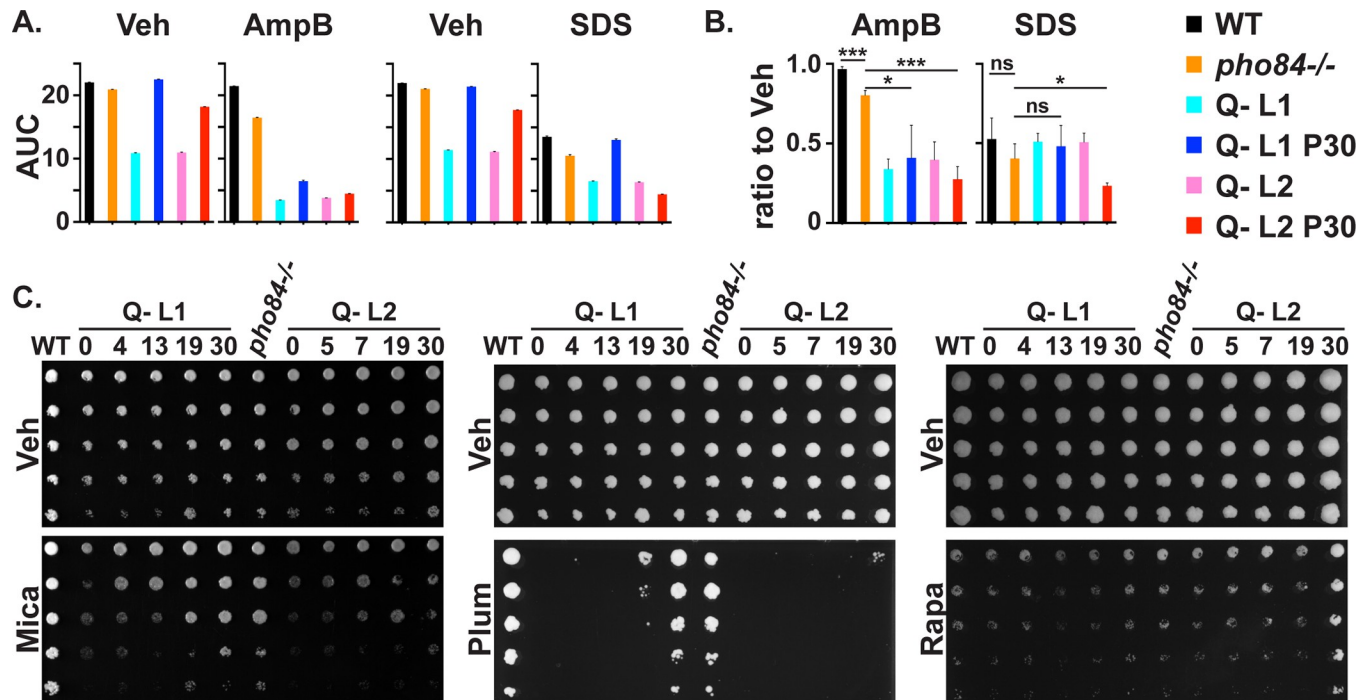 A. Veh AmpB Veh SDS
B. AmpB SDS
AUC
20
10
0
ratio to Veh
1.0
0.5
0
*** *** *
ns * ns
WT
pho84-/-
Q- L1
Q- L1 P30
Q- L2
Q- L2 P30
C.
Q- L1 pho84-/- Q- L2
WT 0 4 13 19 30 0 5 7 19 30
Veh
Mica
Q- L1 pho84-/- Q- L2
WT 0 4 13 19 30 0 5 7 19 30
Veh
Plum
Q- L1 pho84-/- Q- L2
WT 0 4 13 19 30 0 5 7 19 30
Veh
Rapa